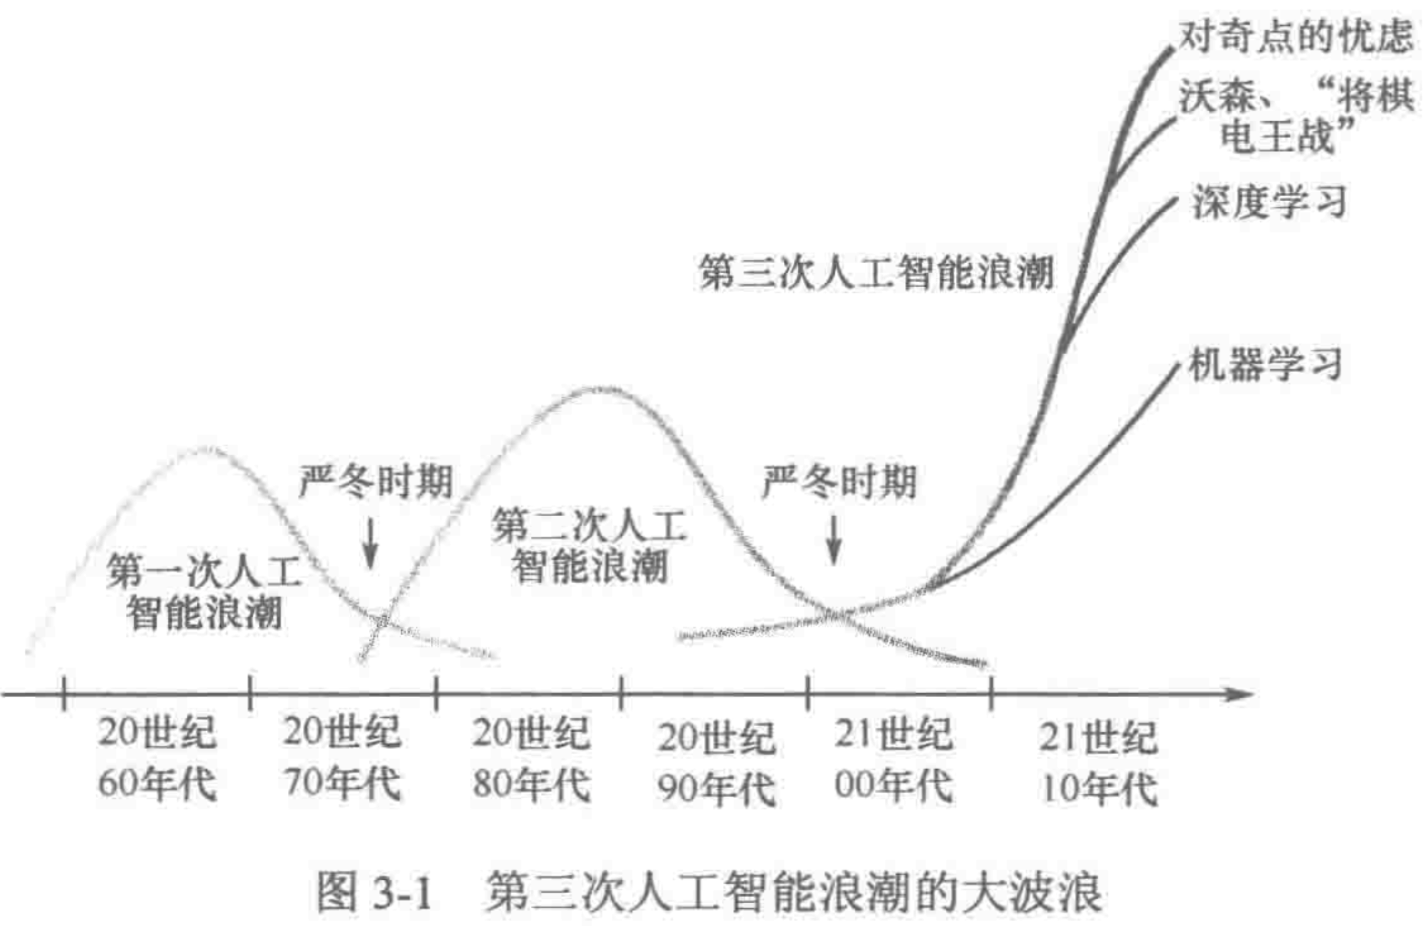 对奇点的忧虑
沃森、“将棋
电王战”
深度学习
第三次人工智能浪潮
机器学习
严冬时期
严冬时期
第二次人工
智能浪潮
第一次人工
智能浪潮
20世纪
60年代
20世纪
70年代
20世纪
80年代
20世纪
90年代
21世纪
00年代
21世纪
10年代
图 3-1 第三次人工智能浪潮的大波浪